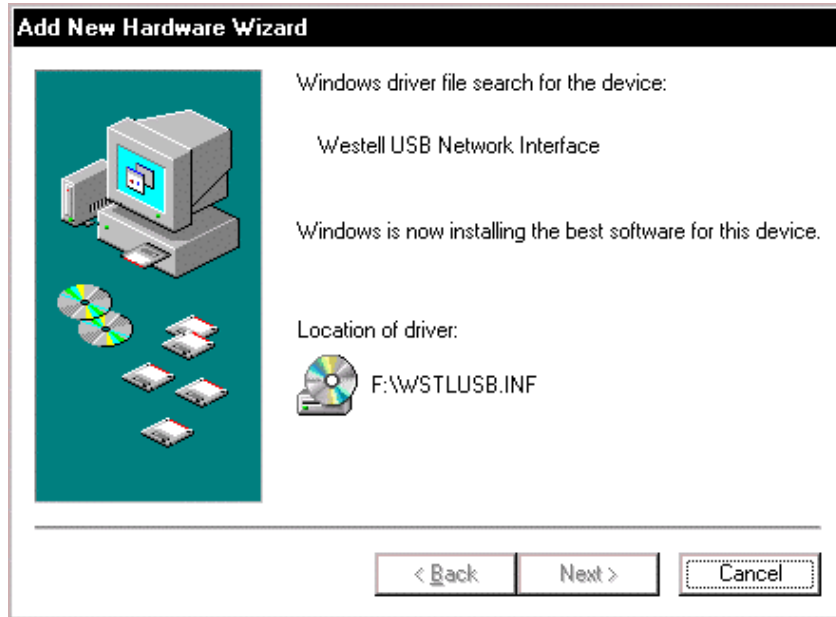 Add New Hardware Wizard
Windows driver file search for the device:
Westell USB Network Interface
Windows is now installing the best software for this device.
Location of driver:
F:\WSTLUSB.INF
< Back
Next >
Cancel